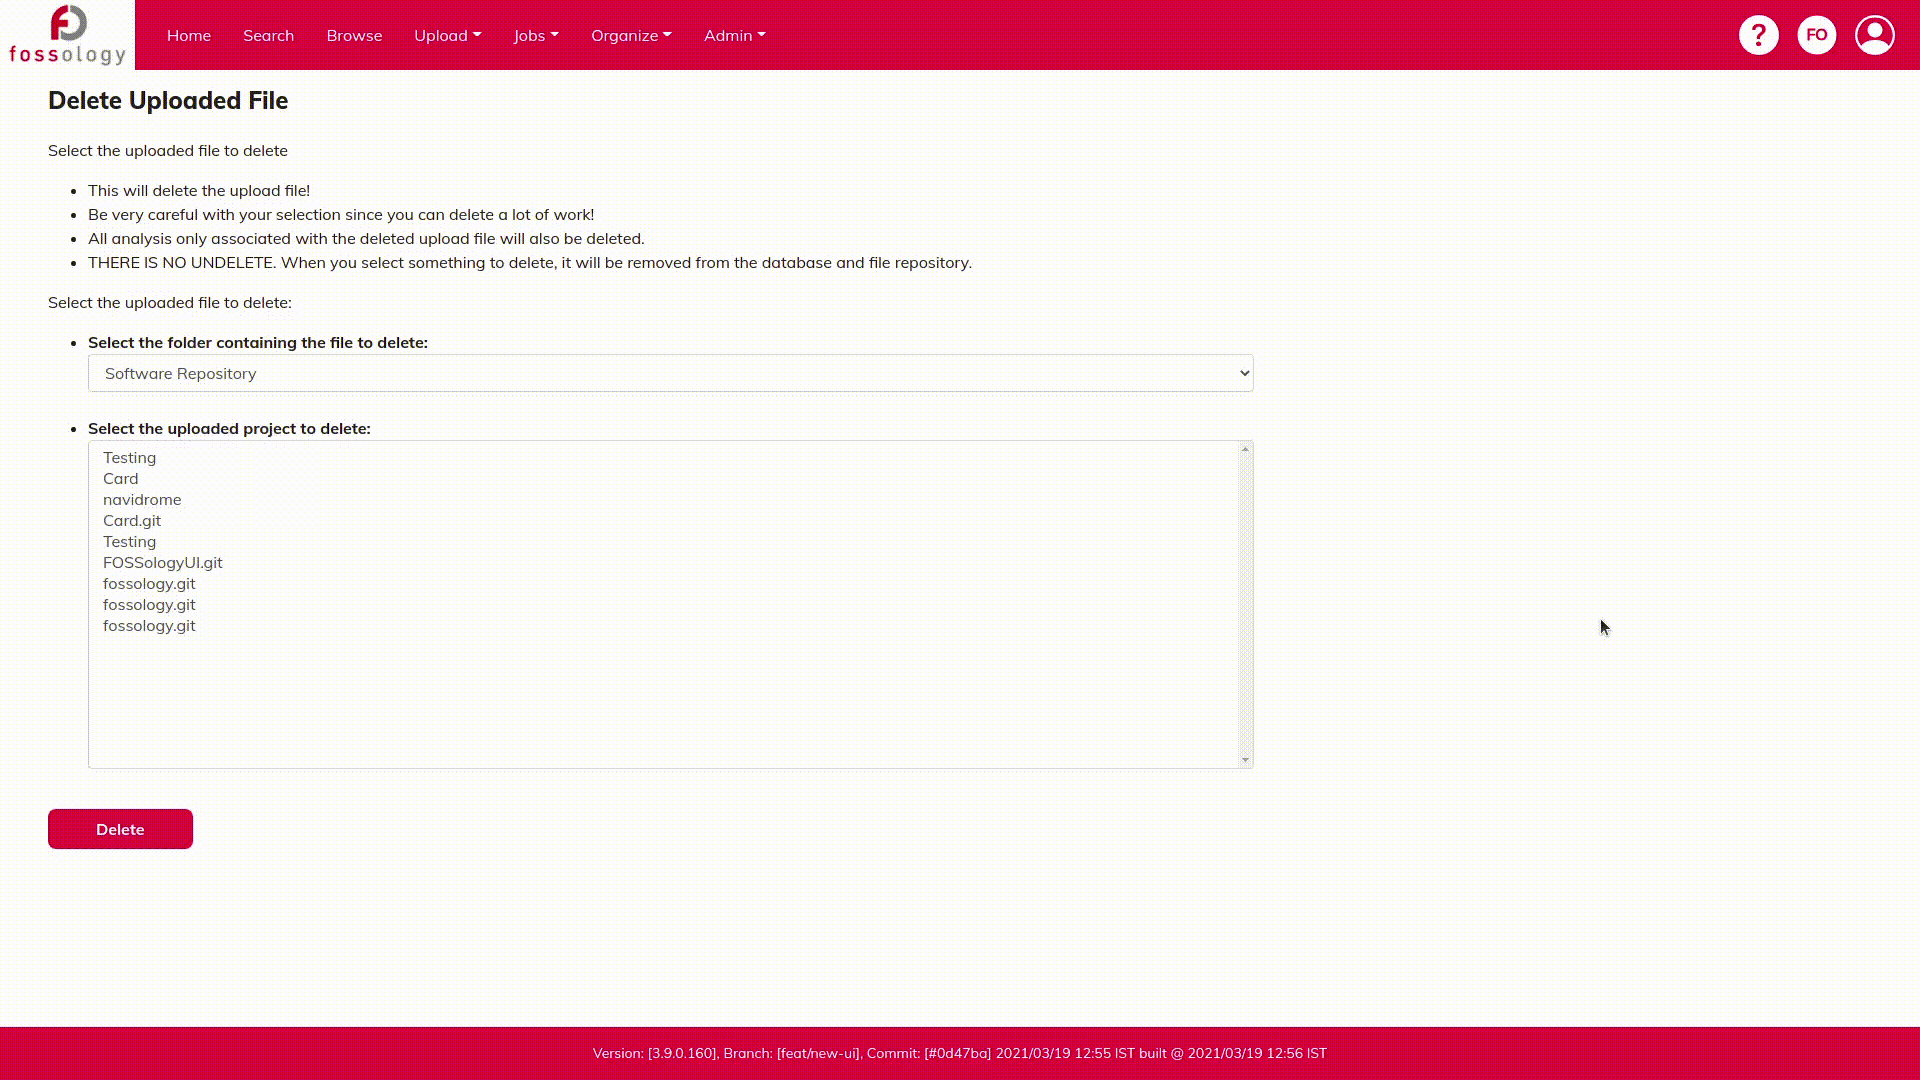 fossology
Home Search Browse Upload Jobs Organize Admin ? FO
Delete Uploaded File
Select the uploaded file to delete
This will delete the upload file!
Be very careful with your selection since you can delete a lot of work!
All analysis only associated with the deleted upload file will also be deleted.
THERE IS NO UNDELETE. When you select something to delete, it will be removed from the database and file repository.
Select the uploaded file to delete:
Select the folder containing the file to delete:
Software Repository
Select the uploaded project to delete:
Testing
Card
navidrome
Card.git
Testing
FOSSologyUI.git
fossology.git
fossology.git
fossology.git
Delete
Version: [3.9.0.160], Branch: [feat/new-ui], Commit: [#0d47ba] 2021/03/19 12:55 IST built @ 2021/03/19 12:56 IST